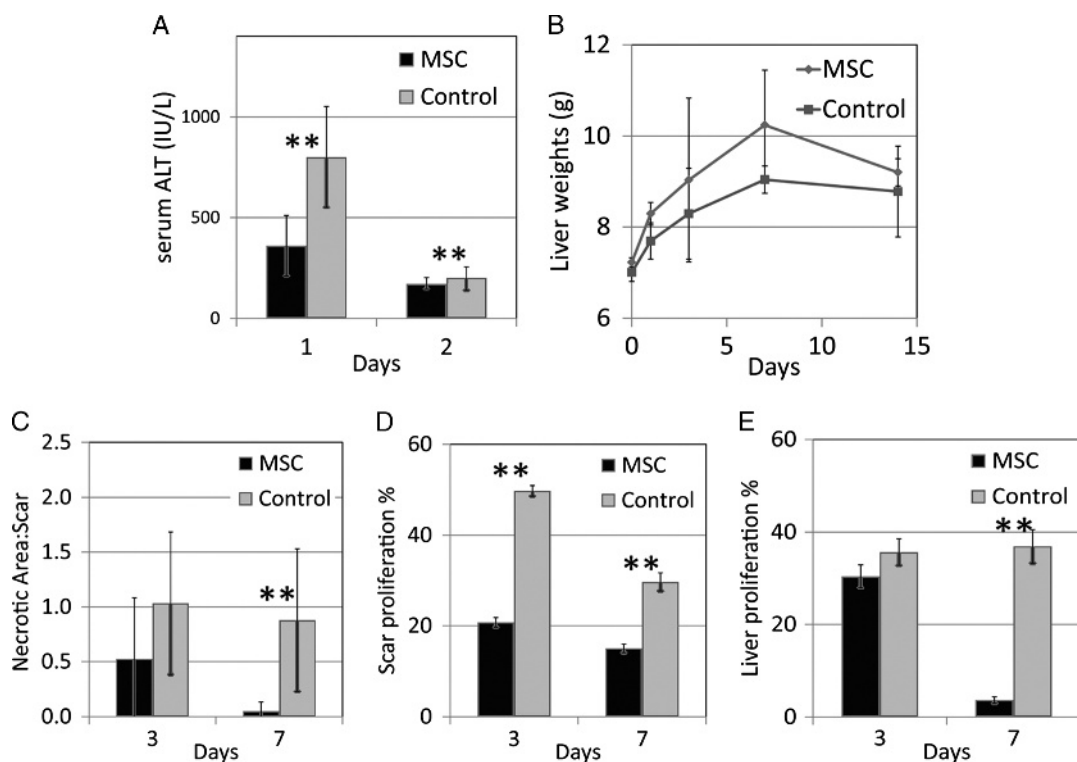 A
serum ALT (IU/L)
1000
500
0
MSC
Control
**
**
1
2
Days
B
Liver weights (g)
12
10
8
6
MSC
Control
0
5
10
15
Days
C
Necrotic Area:Scar
2.5
2.0
1.5
1.0
0.5
0.0
MSC
Control
**
3
7
Days
D
Scar proliferation %
60
40
20
0
MSC
Control
**
**
3
7
Days
E
Liver proliferation %
60
40
20
0
MSC
Control
**
3
7
Days